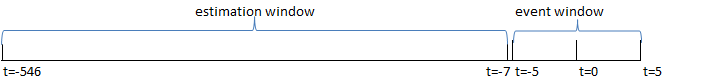 estimation window event window
t=-546 t=-7 t=-5 t=0 t=5